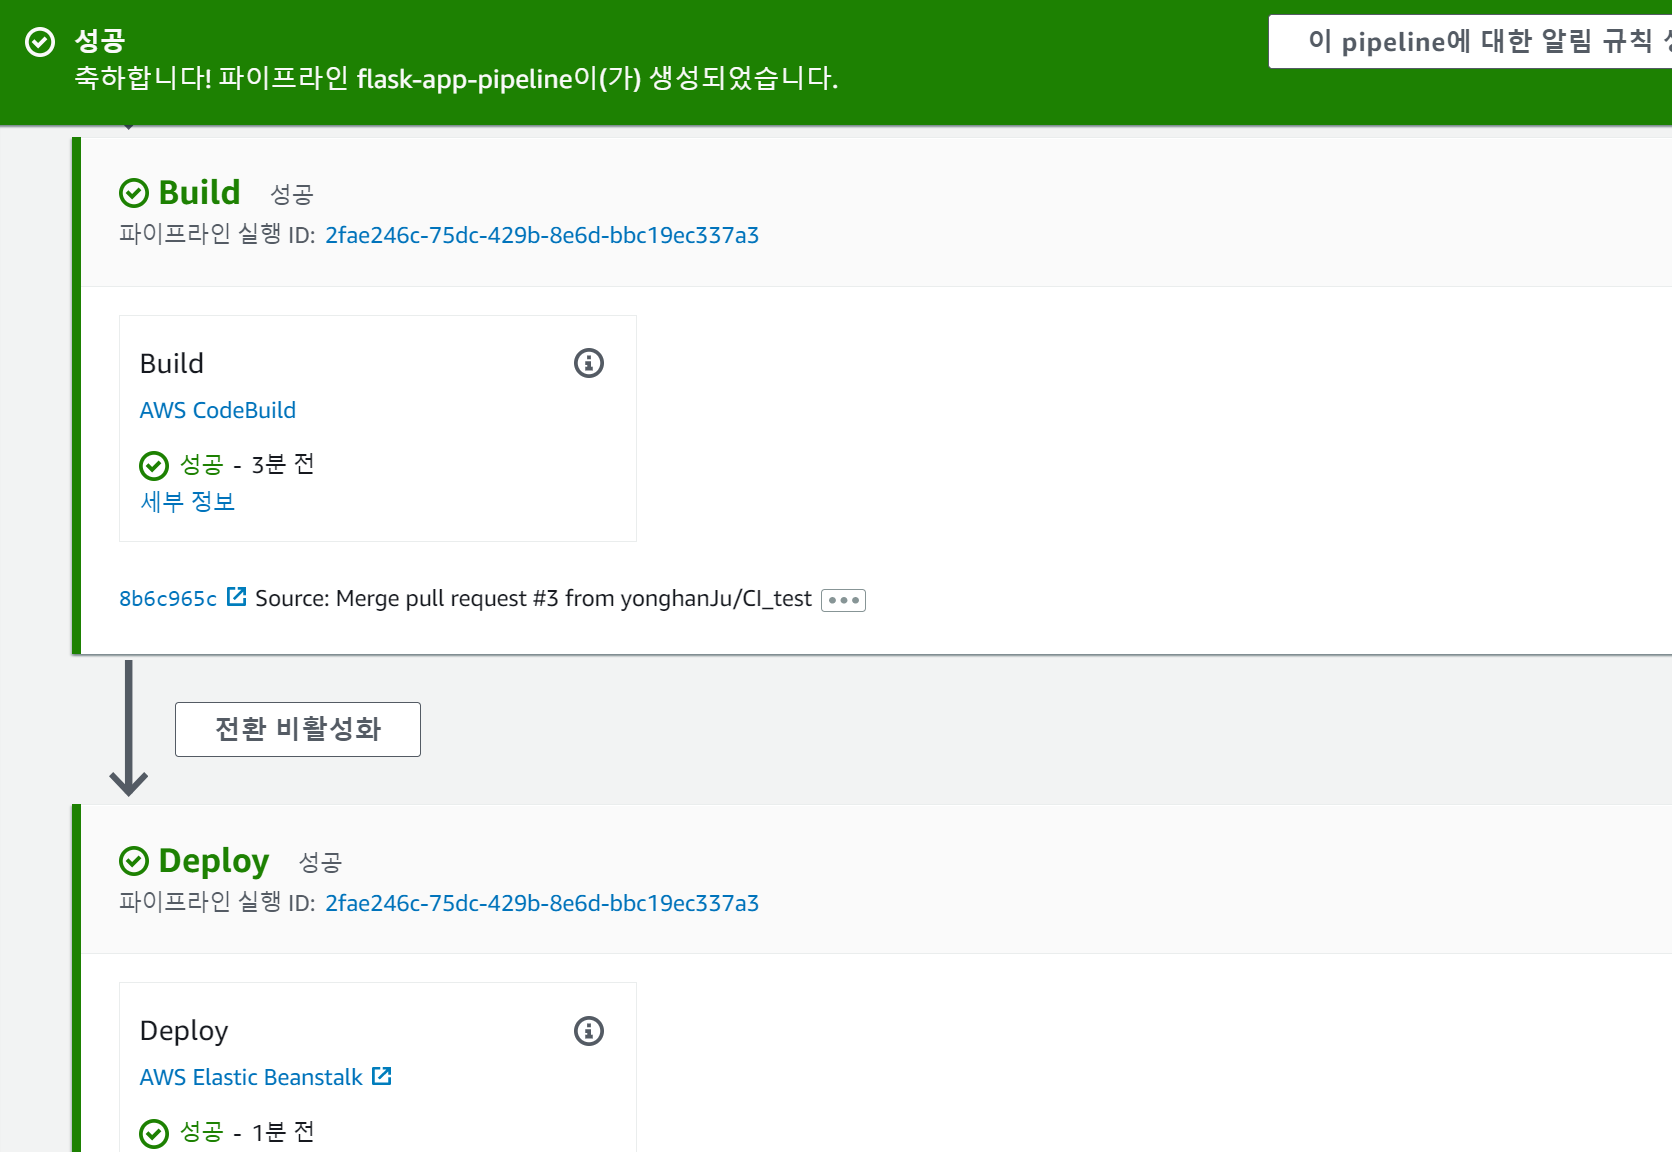 성공
이 pipeline에 대한 알림 규칙
축하합니다! 파이프라인 flask-app-pipeline이(가) 생성되었습니다.
Build 성공
파이프라인 실행 ID: 2fae246c-75dc-429b-8e6d-bbc19ec337a3
Build
AWS CodeBuild
성공 - 3분 전
세부 정보
8b6c965c Source: Merge pull request #3 from yonghanJu/CI_test
전환 비활성화
Deploy 성공
파이프라인 실행 ID: 2fae246c-75dc-429b-8e6d-bbc19ec337a3
Deploy
AWS Elastic Beanstalk
성공 - 1분 전